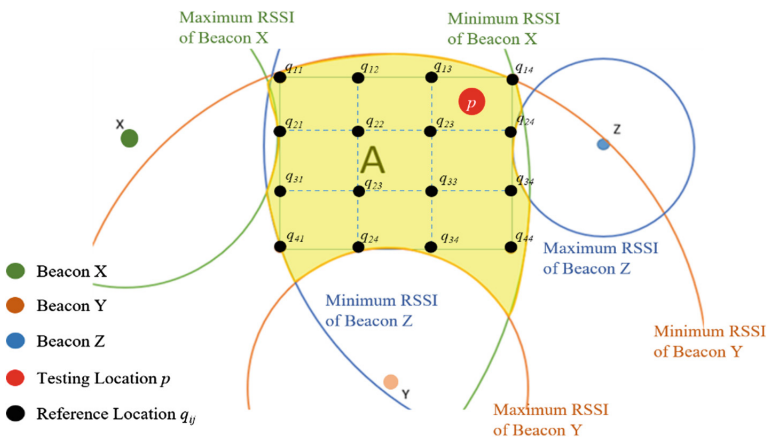 Maximum RSSI
of Beacon X
Minimum RSSI
of Beacon X
q11 q12 q13 q14
X
p
Z
q21 q22 q23 q24
A
q31 q23 q33 q34
q41 q24 q34 q44
Maximum RSSI
of Beacon Z
Minimum RSSI
of Beacon Z
Minimum RSSI
of Beacon Y
Y
Maximum RSSI
of Beacon Y
Beacon X
Beacon Y
Beacon Z
Testing Location p
Reference Location qij